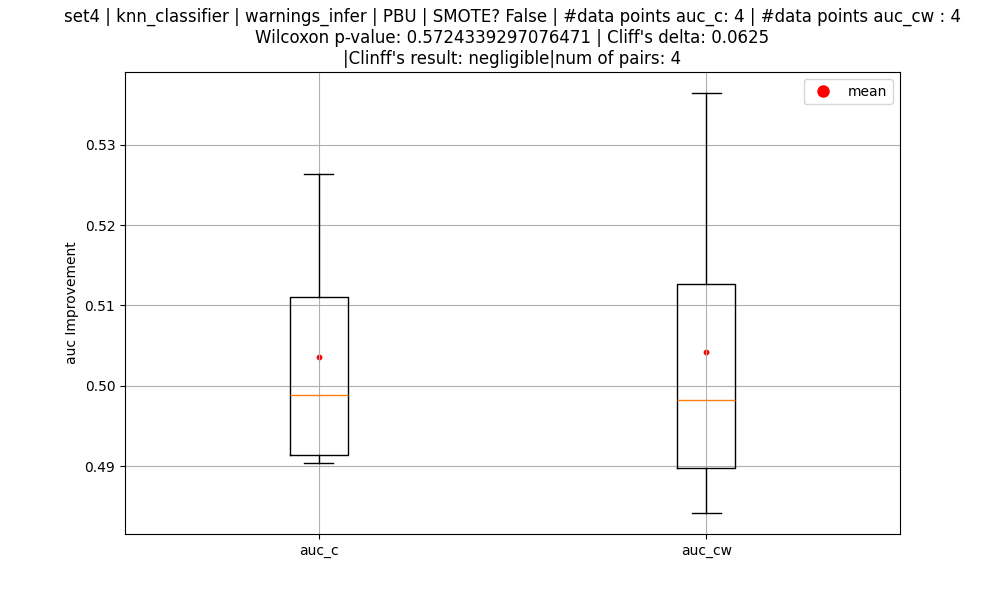 set4 | knn_classifier | warnings_infer | PBU | SMOTE? False | #data points auc_c: 4 | #data points auc_cw : 4
Wilcoxon p-value: 0.5724339297076471 | Cliff's delta: 0.0625
|Clinff's result: negligible|num of pairs: 4
mean
0.53
0.52
0.51
0.50
0.49
auc Improvement
auc_c
auc_cw